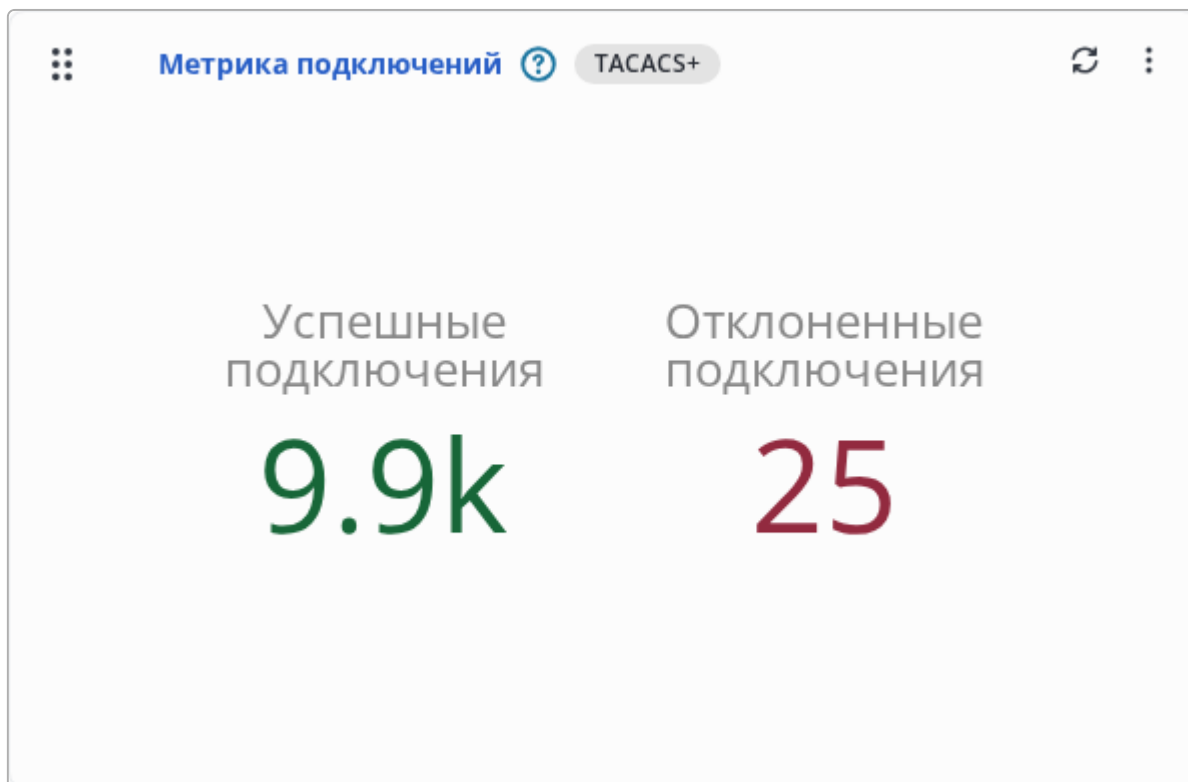 Метрика подключений ? TACACS+
Успешные
подключения
9.9k
Отклоненные
подключения
25